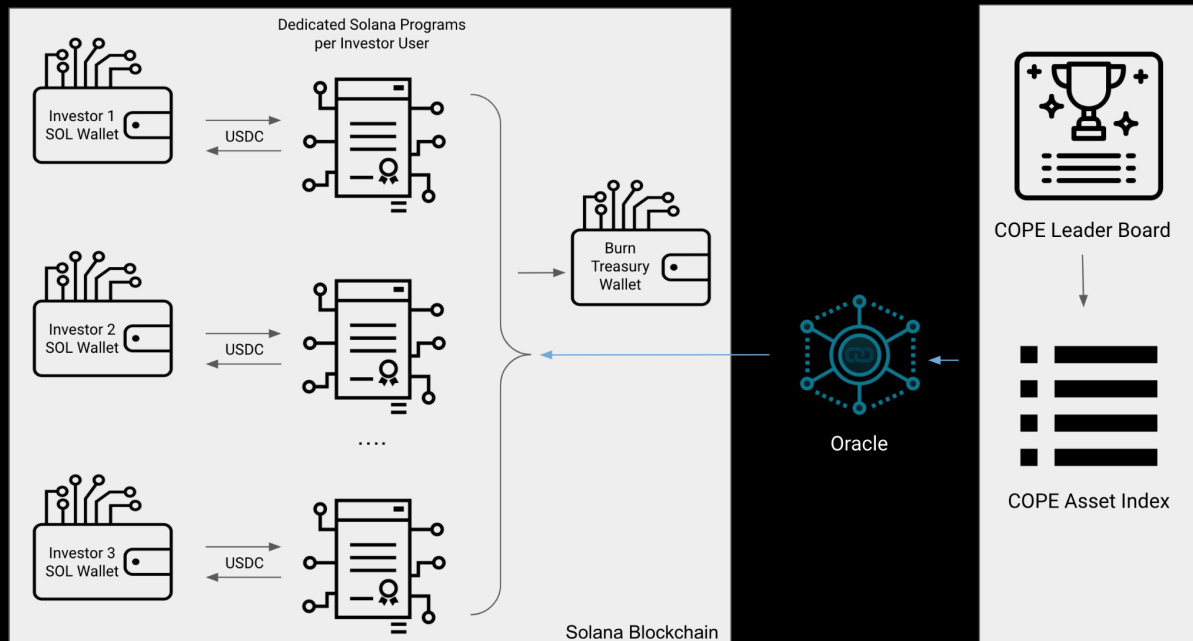 Dedicated Solana Programs
per Investor User
Investor 1
SOL Wallet
USDC
Burn
Treasury
Wallet
Investor 2
SOL Wallet
USDC
....
Investor 3
SOL Wallet
USDC
Solana Blockchain
Oracle
COPE Leader Board
COPE Asset Index